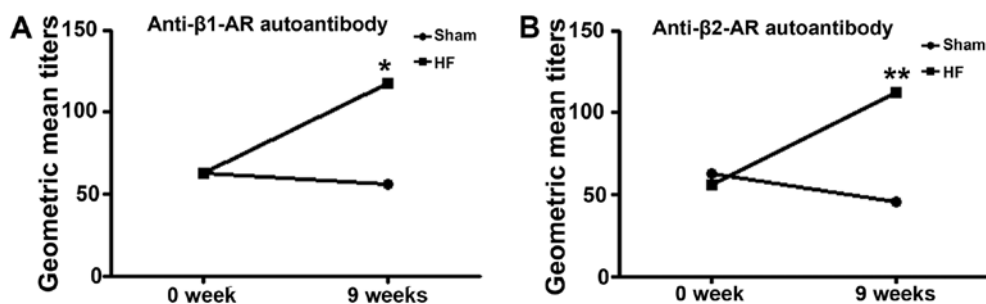 A
Anti-β1-AR autoantibody
Geometric mean titers
150
100
50
0
0 week
9 weeks
*
Sham
HF
B
Anti-β2-AR autoantibody
Geometric mean titers
150
100
50
0
0 week
9 weeks
**
Sham
HF